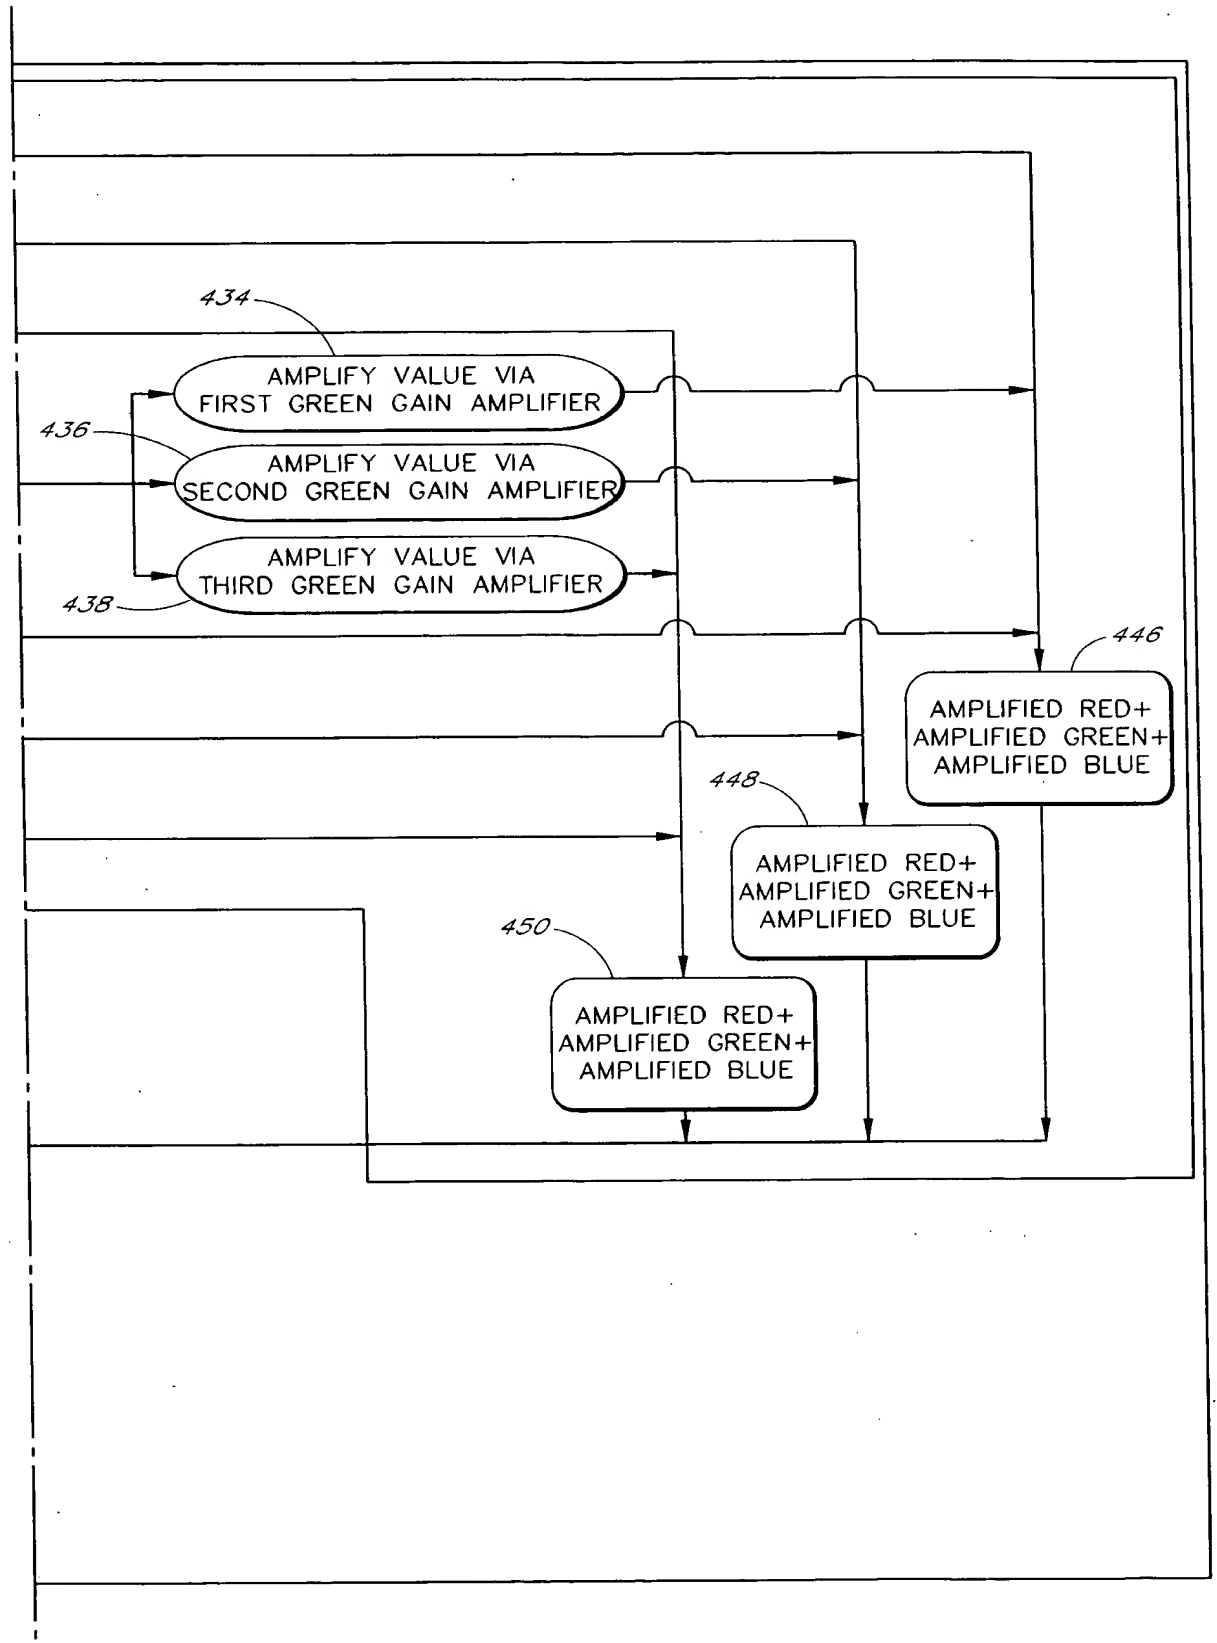 434
AMPLIFY VALUE VIA
FIRST GREEN GAIN AMPLIFIER
436
AMPLIFY VALUE VIA
SECOND GREEN GAIN AMPLIFIER
AMPLIFY VALUE VIA
THIRD GREEN GAIN AMPLIFIER
438
446
AMPLIFIED RED+
AMPLIFIED GREEN+
AMPLIFIED BLUE
448
AMPLIFIED RED+
AMPLIFIED GREEN+
AMPLIFIED BLUE
450
AMPLIFIED RED+
AMPLIFIED GREEN+
AMPLIFIED BLUE